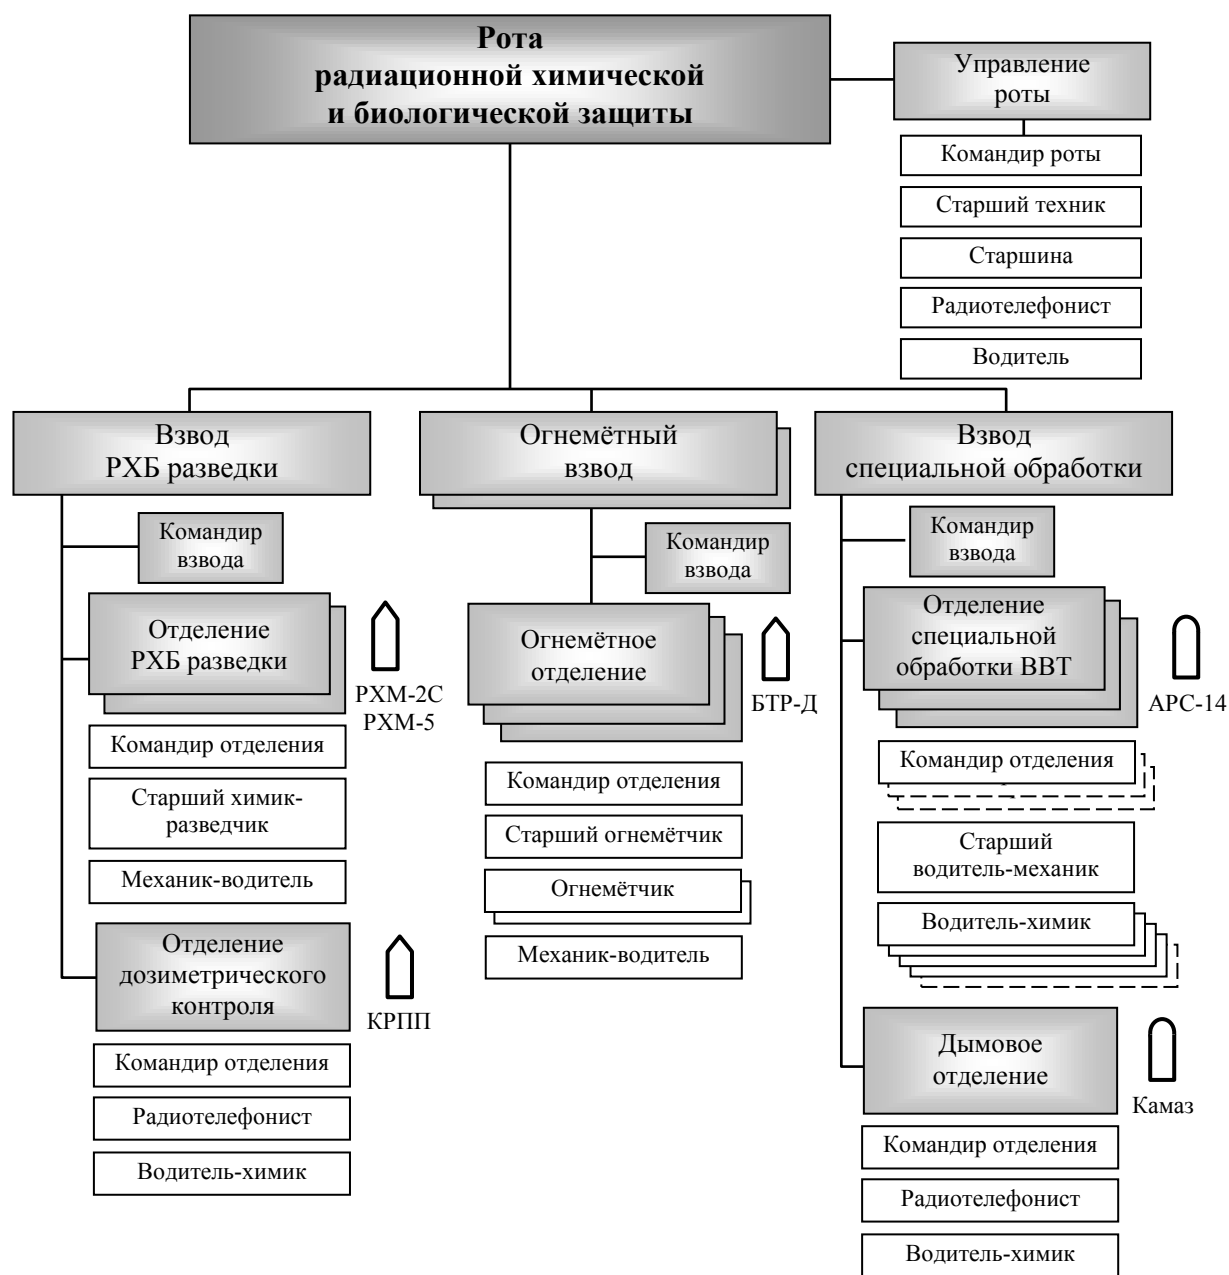 Рота
радиационной химической
и биологической защиты
Управление
роты
Командир роты
Старший техник
Старшина
Радиотелефонист
Водитель
Взвод
РХБ разведки
Командир
взвода
Отделение
РХБ разведки
РХМ-2С
РХМ-5
Командир отделения
Старший химик-
разведчик
Механик-водитель
Отделение
дозиметрического
контроля
КРПП
Командир отделения
Радиотелефонист
Водитель-химик
Огнемётный
взвод
Командир
взвода
Огнемётное
отделение
БТР-Д
Командир отделения
Старший огнемётчик
Огнемётчик
Механик-водитель
Взвод
специальной обработки
Командир
взвода
Отделение
специальной
обработки ВВТ
АРС-14
Командир отделения
Старший
водитель-механик
Водитель-химик
Дымовое
отделение
Камаз
Командир отделения
Радиотелефонист
Водитель-химик